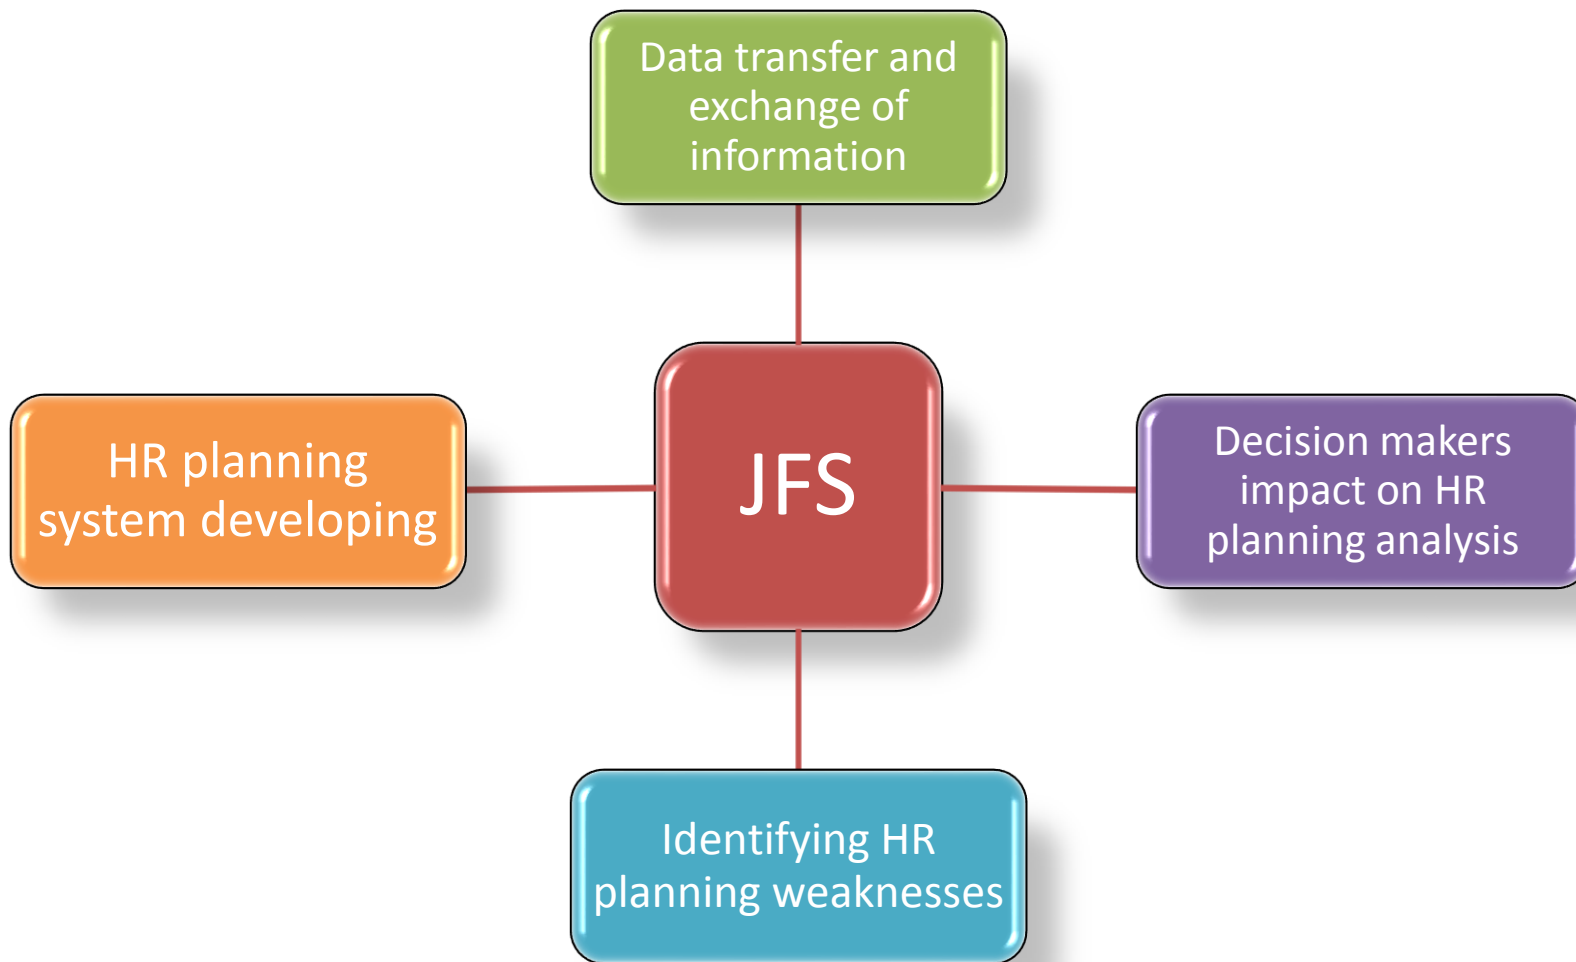 Data transfer and
exchange of
information
HR planning
system developing
JFS
Decision makers
impact on HR
planning analysis
Identifying HR
planning weaknesses